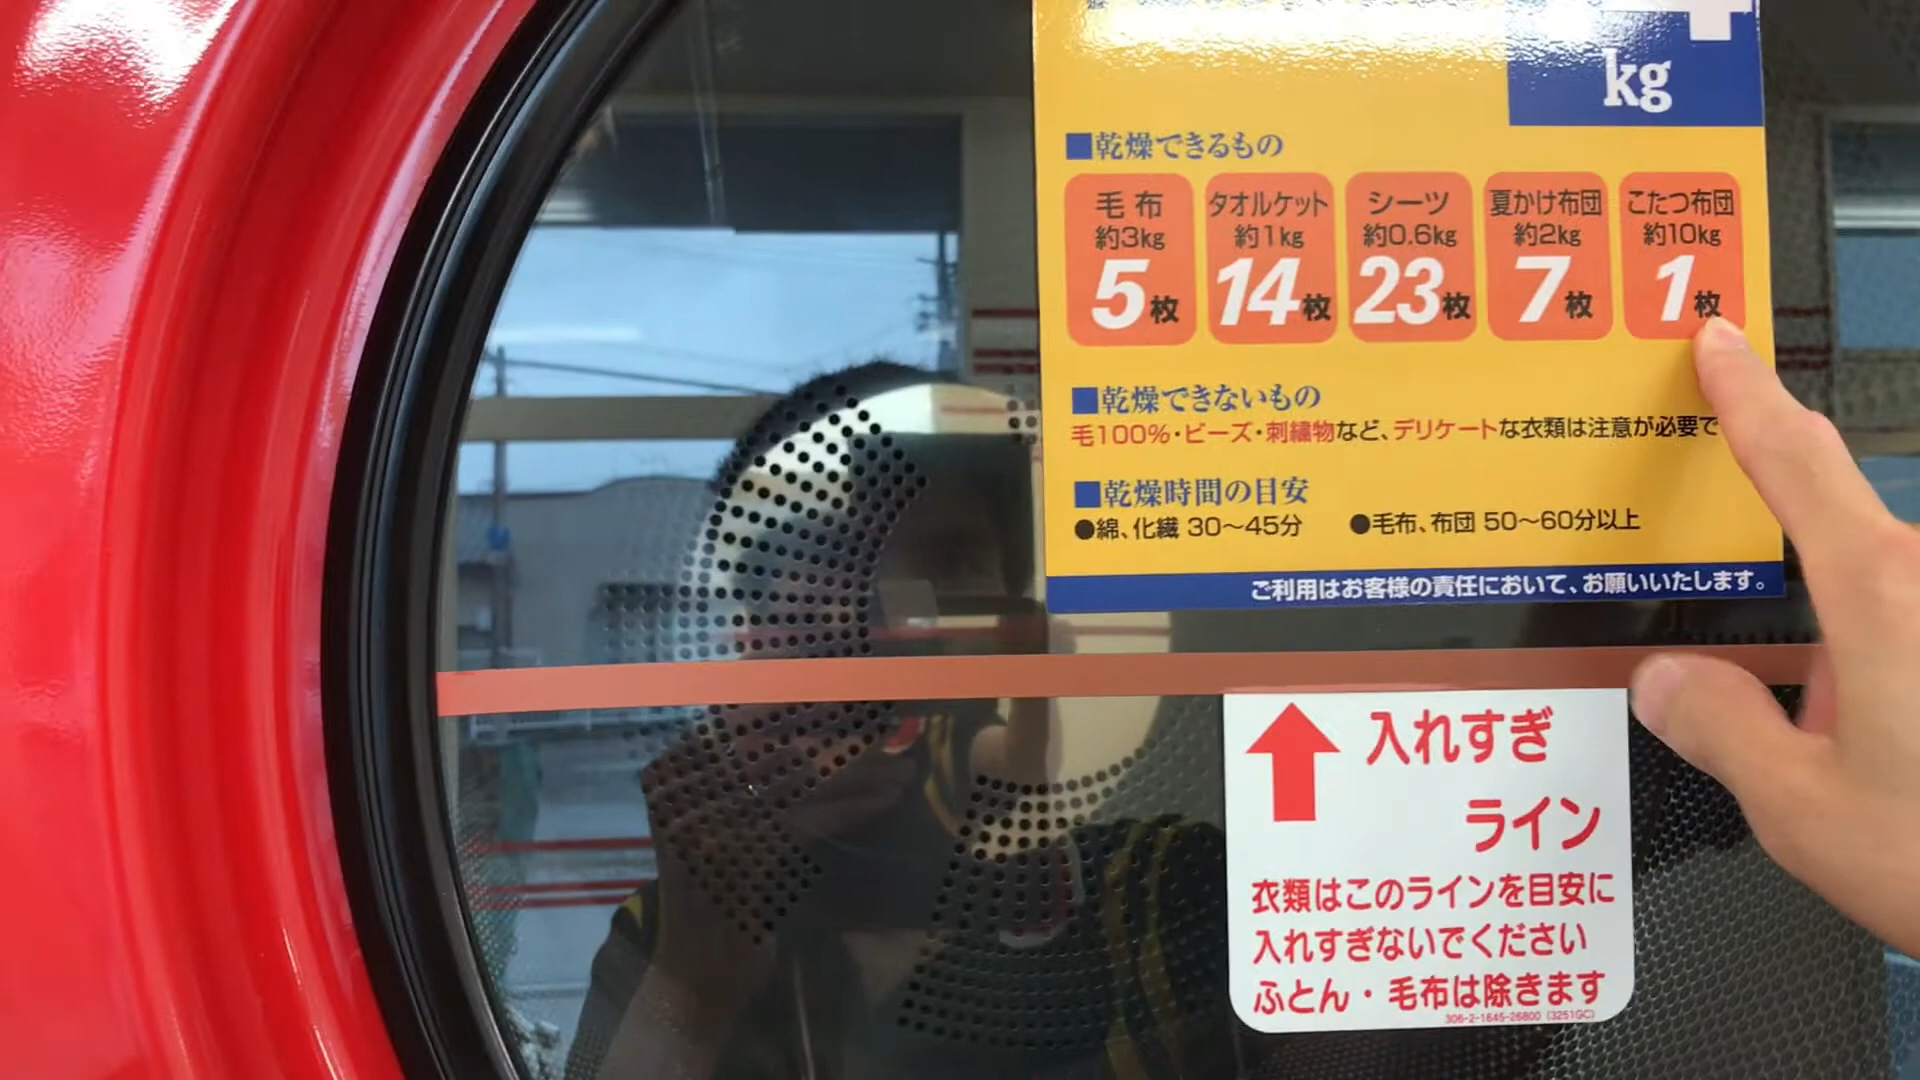 kg
■乾燥できるもの
毛布 タオルケット シーツ 夏かけ布団 こたつ布団
約3kg 約1kg 約0.6kg 約2kg 約10kg
5枚 14枚 23枚 7枚 1枚
■乾燥できないもの
毛100%・ビーズ・刺繍物など、デリケートな衣類は注意が必要で
■乾燥時間の目安
●綿、化繊 30〜45分 ●毛布、布団 50〜60分以上
ご利用はお客様の責任において、お願いいたします。
入れすぎ
ライン
衣類はこのラインを目安に
入れすぎないでください
ふとん・毛布は除きます
306-2-1645-26800 (3251GC)